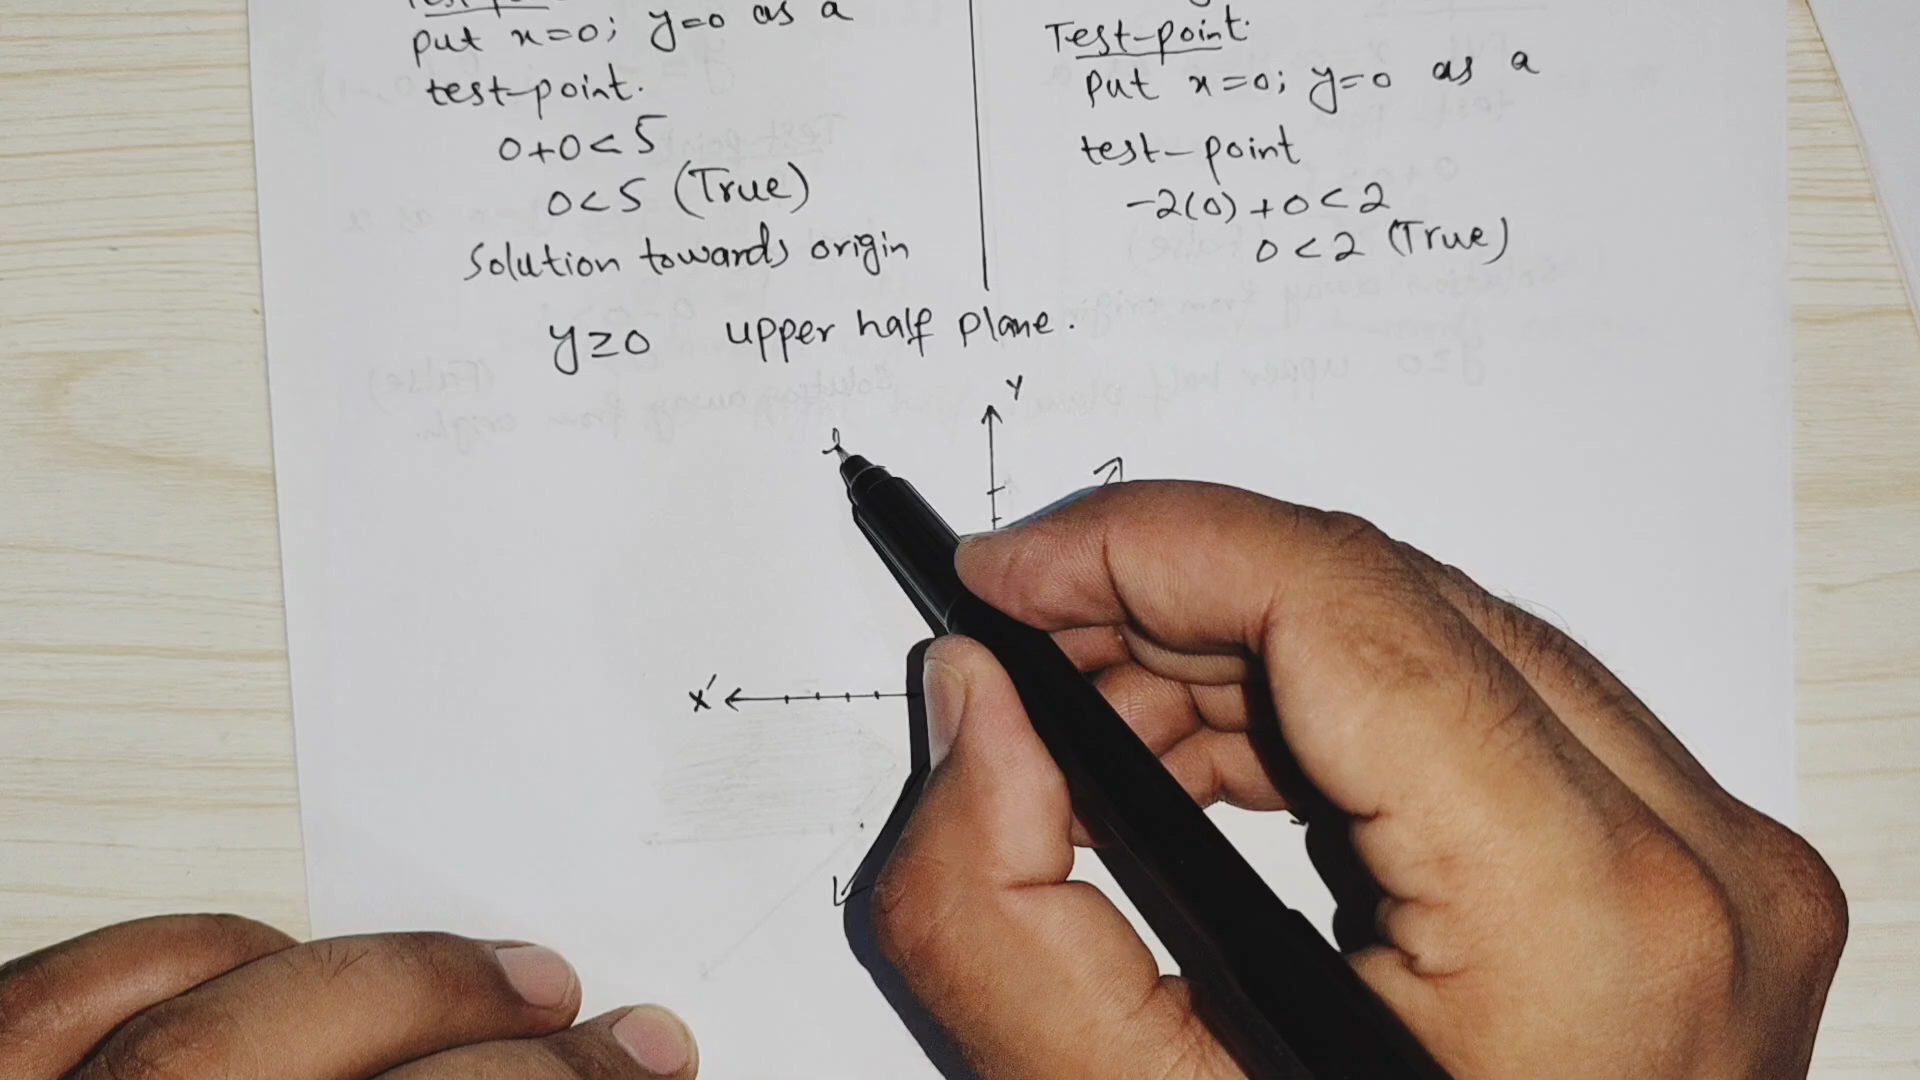 put x=0; y=0 as a
test-point.
0+0<5
0<5 (True)
Solution towards origin
Test-point:
Put x=0; y=0 as a
test-point
-2(0)+0<2
0<2 (True)
y≥0 upper half plane.
Y
X′